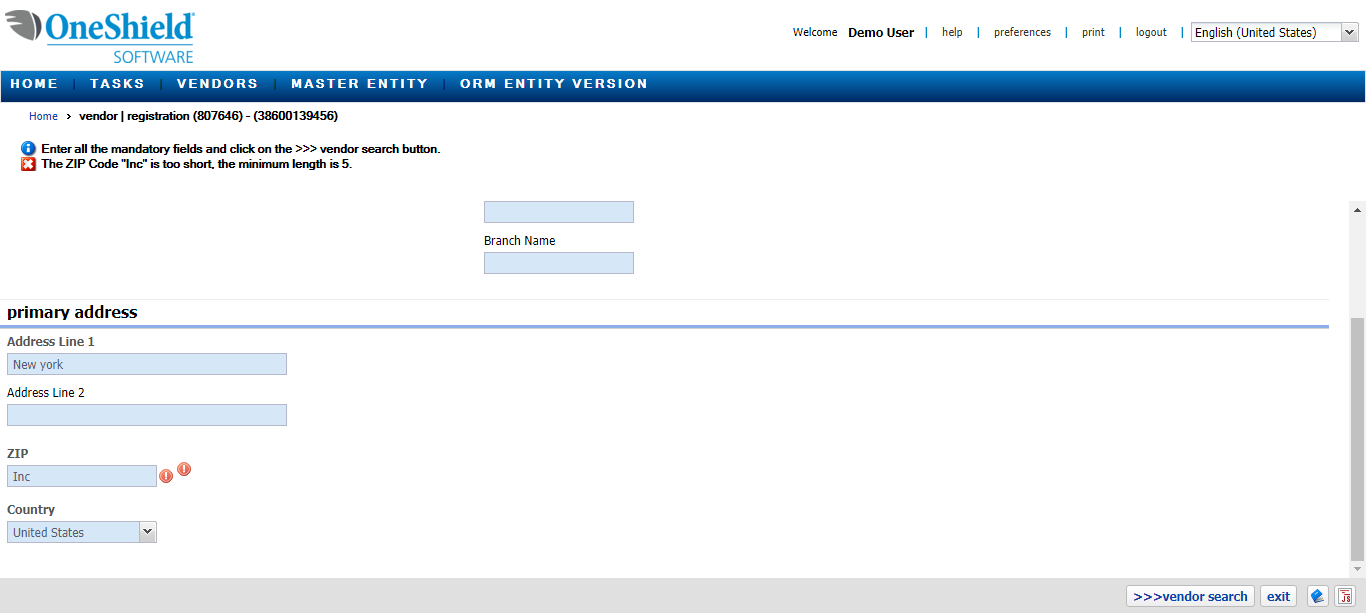 OneShield
SOFTWARE
Welcome Demo User | help | preferences | print | logout | English (United States)
HOME | TASKS | VENDORS | MASTER ENTITY | ORM ENTITY VERSION
Home › vendor | registration (807646) - (38600139456)
Enter all the mandatory fields and click on the >>> vendor search button.
The ZIP Code "Inc" is too short, the minimum length is 5.
Branch Name
primary address
Address Line 1
New york
Address Line 2
ZIP
Inc
Country
United States
>>>vendor search exit JS